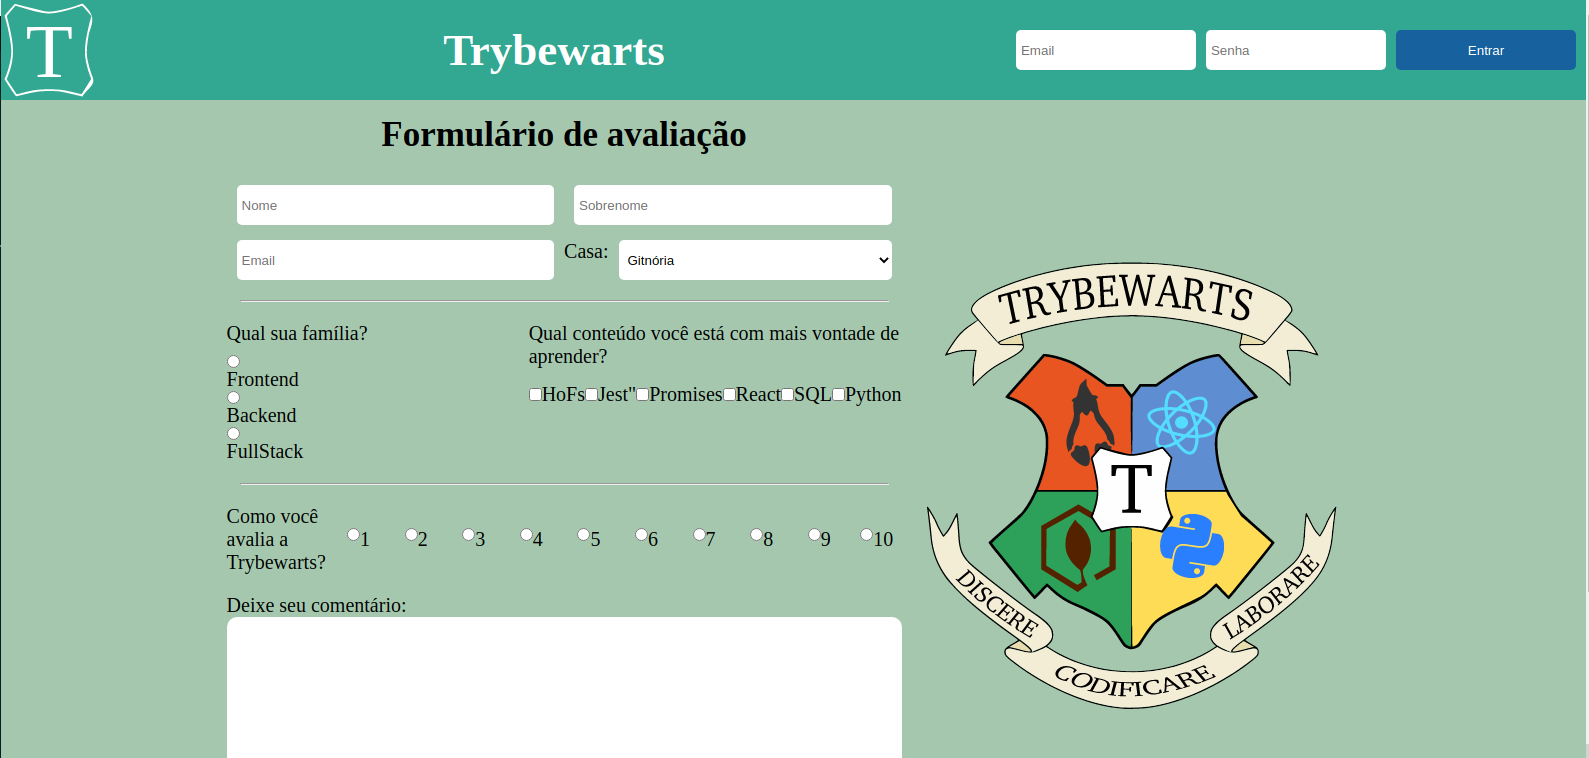 T
Trybewarts
Email
Senha
Entrar
Formulário de avaliação
Nome
Sobrenome
Email
Casa:
Gitnória
Qual sua família?
Frontend
Backend
FullStack
Qual conteúdo você está com mais vontade de
aprender?
HoFs Jest" Promises React SQL Python
Como você
avalia a
Trybewarts?
1 2 3 4 5 6 7 8 9 10
Deixe seu comentário:
TRYBEWARTS
T
DISCERE
LABORARE
CODIFICARE